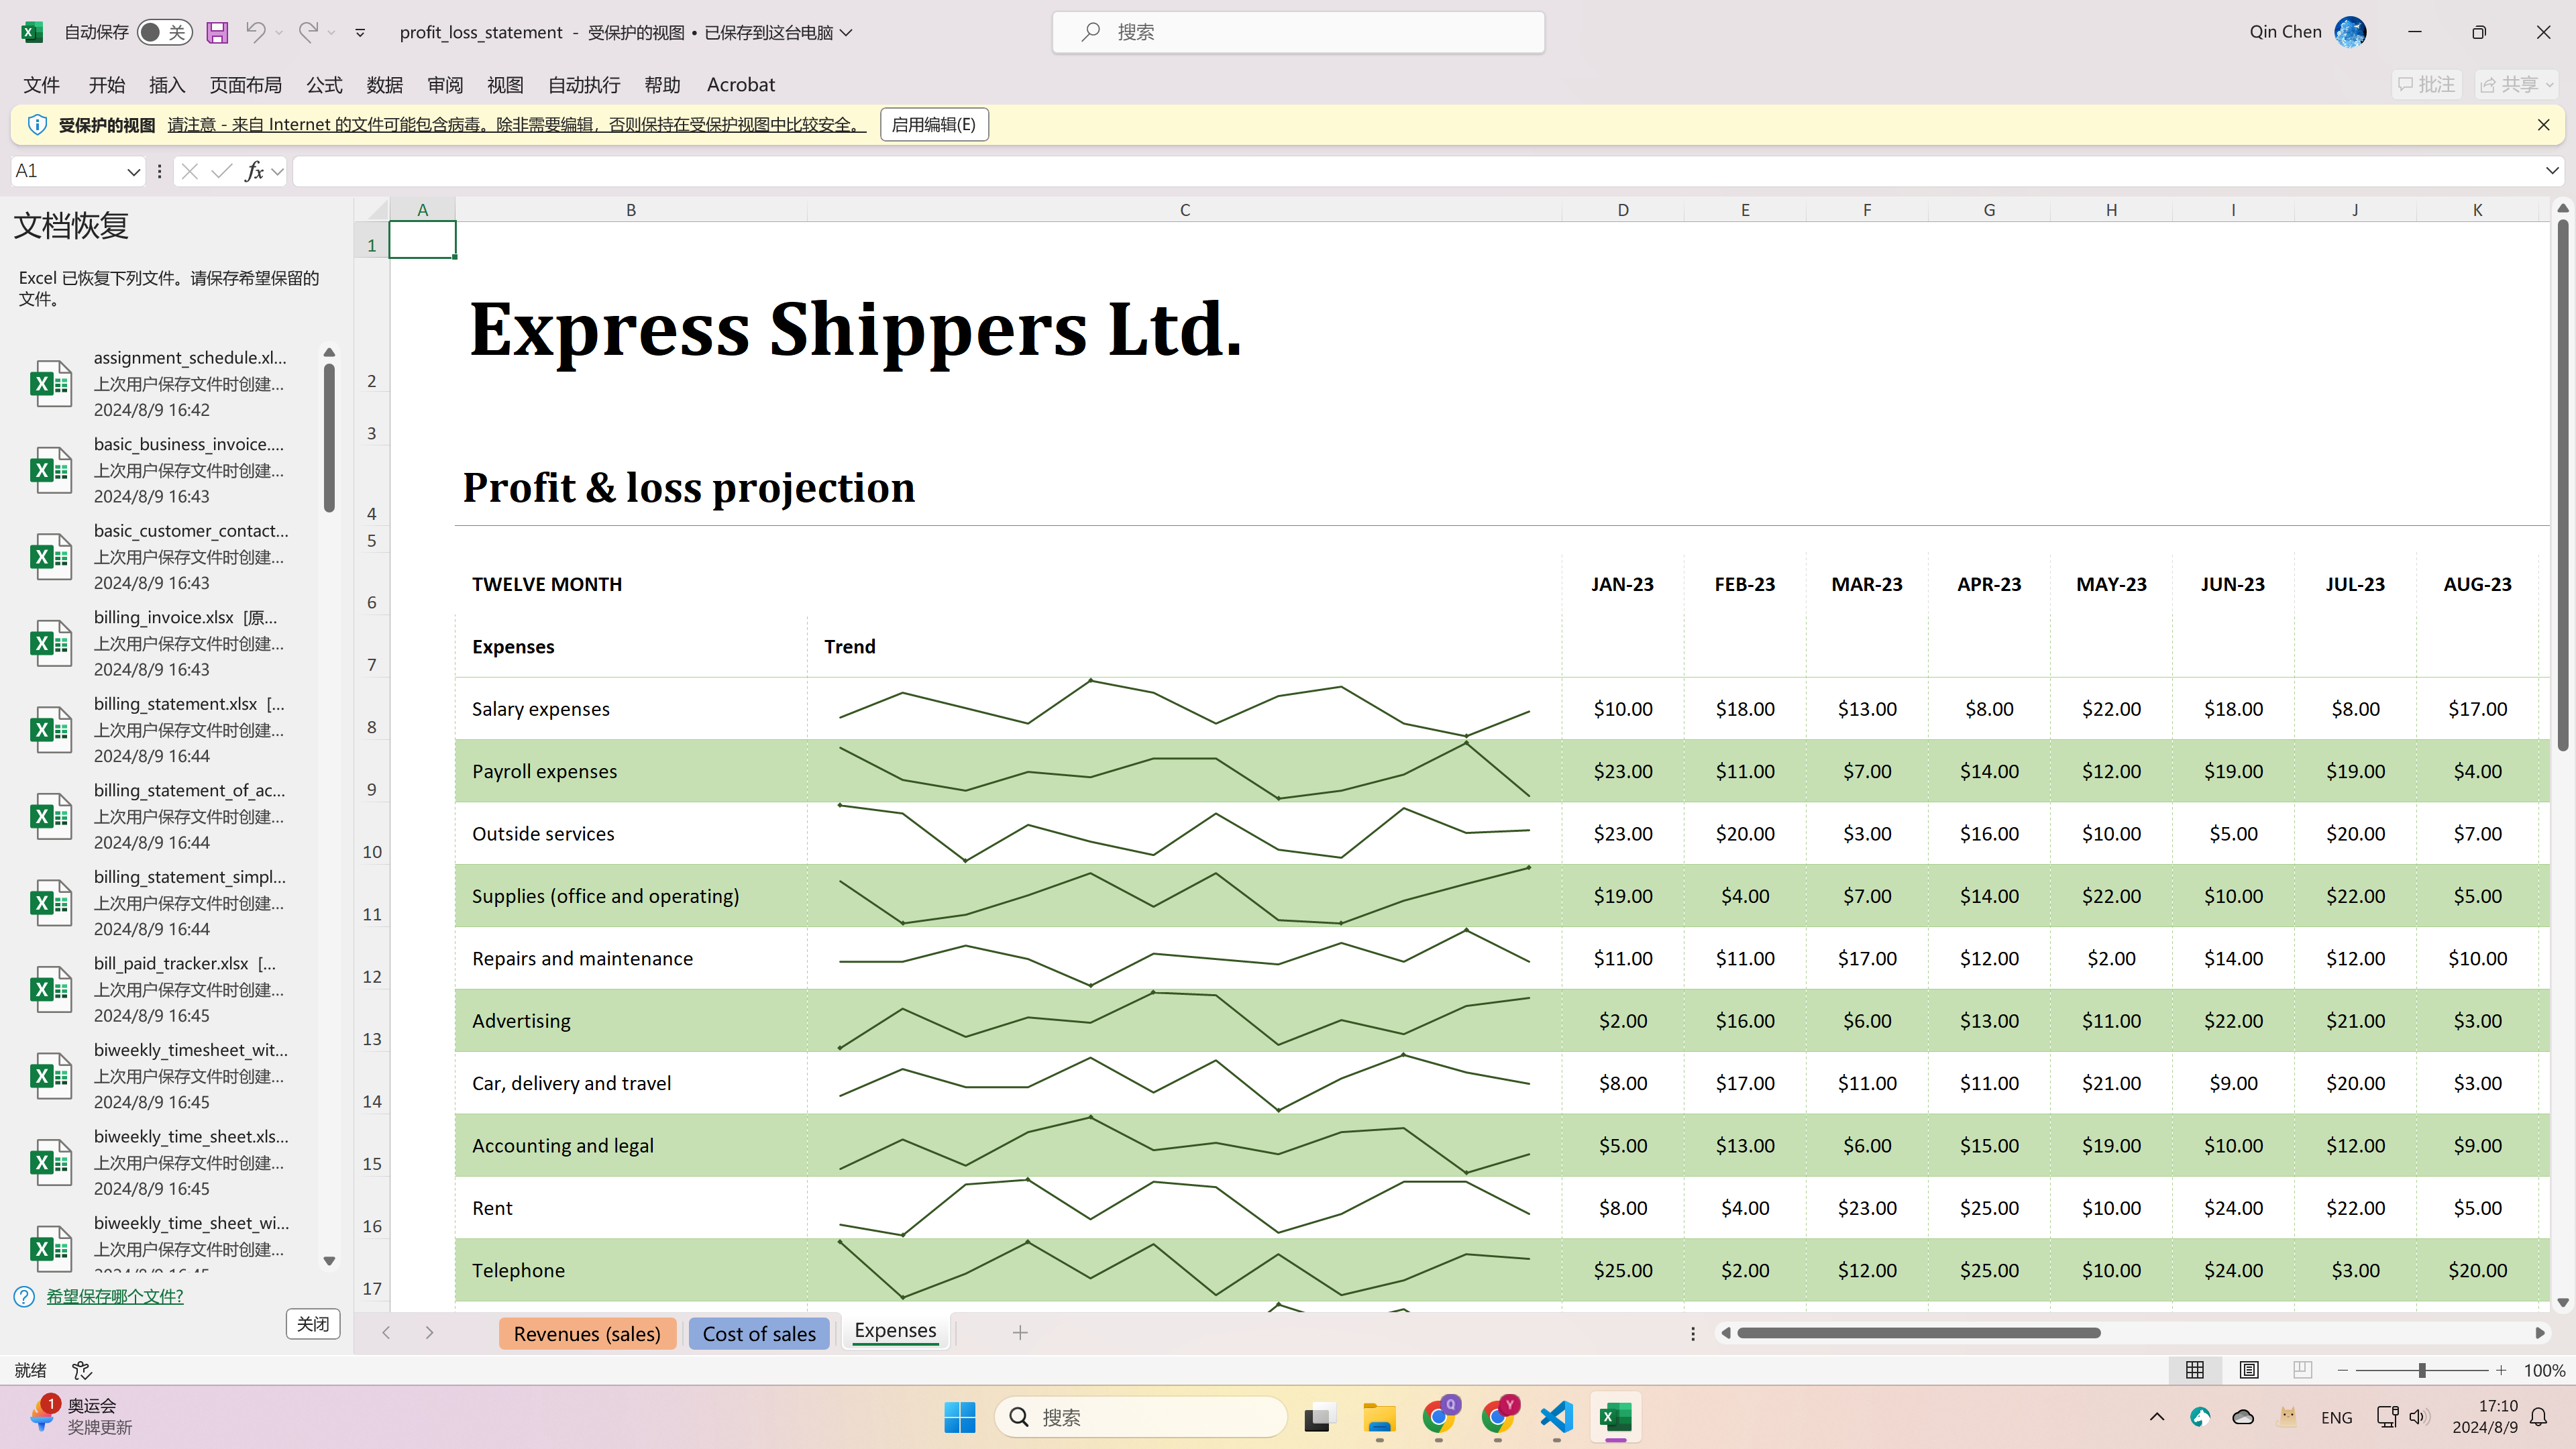 自动保存 关 profit_loss_statement - 受保护的视图 • 已保存到这台电脑 搜索 Qin Chen
文件 开始 插入 页面布局 公式 数据 审阅 视图 自动执行 帮助 Acrobat 批注 共享
受保护的视图 请注意 - 来自 Internet 的文件可能包含病毒。除非需要编辑，否则保持在受保护视图中比较安全。 启用编辑(E)
A1 fx
文档恢复
Excel 已恢复下列文件。请保存希望保留的
文件。
assignment_schedule.xl...
上次用户保存文件时创建...
2024/8/9 16:42
basic_business_invoice....
上次用户保存文件时创建...
2024/8/9 16:43
basic_customer_contact...
上次用户保存文件时创建...
2024/8/9 16:43
billing_invoice.xlsx [原...
上次用户保存文件时创建...
2024/8/9 16:43
billing_statement.xlsx [...
上次用户保存文件时创建...
2024/8/9 16:44
billing_statement_of_ac...
上次用户保存文件时创建...
2024/8/9 16:44
billing_statement_simpl...
上次用户保存文件时创建...
2024/8/9 16:44
bill_paid_tracker.xlsx [...
上次用户保存文件时创建...
2024/8/9 16:45
biweekly_timesheet_wit...
上次用户保存文件时创建...
2024/8/9 16:45
biweekly_time_sheet.xls...
上次用户保存文件时创建...
2024/8/9 16:45
biweekly_time_sheet_wi...
上次用户保存文件时创建...
2024/8/9 16:45
希望保存哪个文件?
关闭
A B C D E F G H I J K
1
2 Express Shippers Ltd.
3
4 Profit & loss projection
5
6 TWELVE MONTH JAN-23 FEB-23 MAR-23 APR-23 MAY-23 JUN-23 JUL-23 AUG-23
7 Expenses Trend
8 Salary expenses $10.00 $18.00 $13.00 $8.00 $22.00 $18.00 $8.00 $17.00
9 Payroll expenses $23.00 $11.00 $7.00 $14.00 $12.00 $19.00 $19.00 $4.00
10 Outside services $23.00 $20.00 $3.00 $16.00 $10.00 $5.00 $20.00 $7.00
11 Supplies (office and operating) $19.00 $4.00 $7.00 $14.00 $22.00 $10.00 $22.00 $5.00
12 Repairs and maintenance $11.00 $11.00 $17.00 $12.00 $2.00 $14.00 $12.00 $10.00
13 Advertising $2.00 $16.00 $6.00 $13.00 $11.00 $22.00 $21.00 $3.00
14 Car, delivery and travel $8.00 $17.00 $11.00 $11.00 $21.00 $9.00 $20.00 $3.00
15 Accounting and legal $5.00 $13.00 $6.00 $15.00 $19.00 $10.00 $12.00 $9.00
16 Rent $8.00 $4.00 $23.00 $25.00 $10.00 $24.00 $22.00 $5.00
17 Telephone $25.00 $2.00 $12.00 $25.00 $10.00 $24.00 $3.00 $20.00
Revenues (sales) Cost of sales Expenses
就绪 100%
1 奥运会
奖牌更新
搜索
Q Y
ENG
17:10
2024/8/9